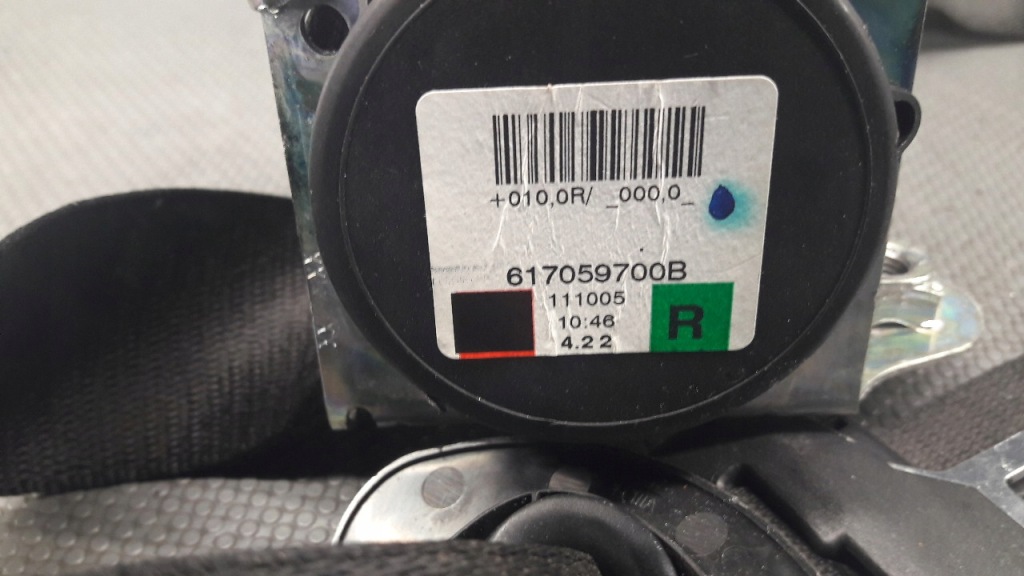 +010,0R/ _000,0_
617059700B
111005
10:46
4.22
R